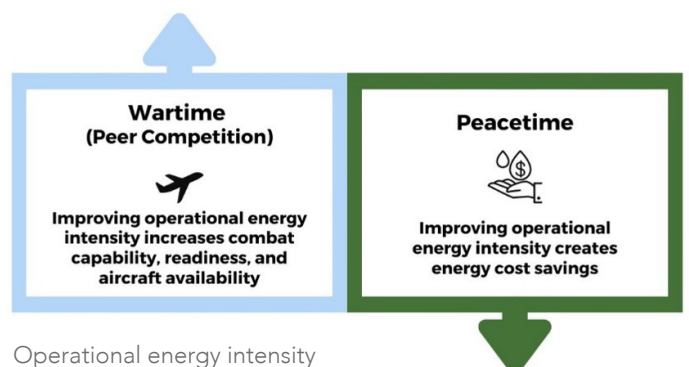 Wartime
(Peer Competition)
Improving operational energy
intensity increases combat
capability, readiness, and
aircraft availability
Peacetime
$
Improving operational
energy intensity creates
energy cost savings
Operational energy intensity